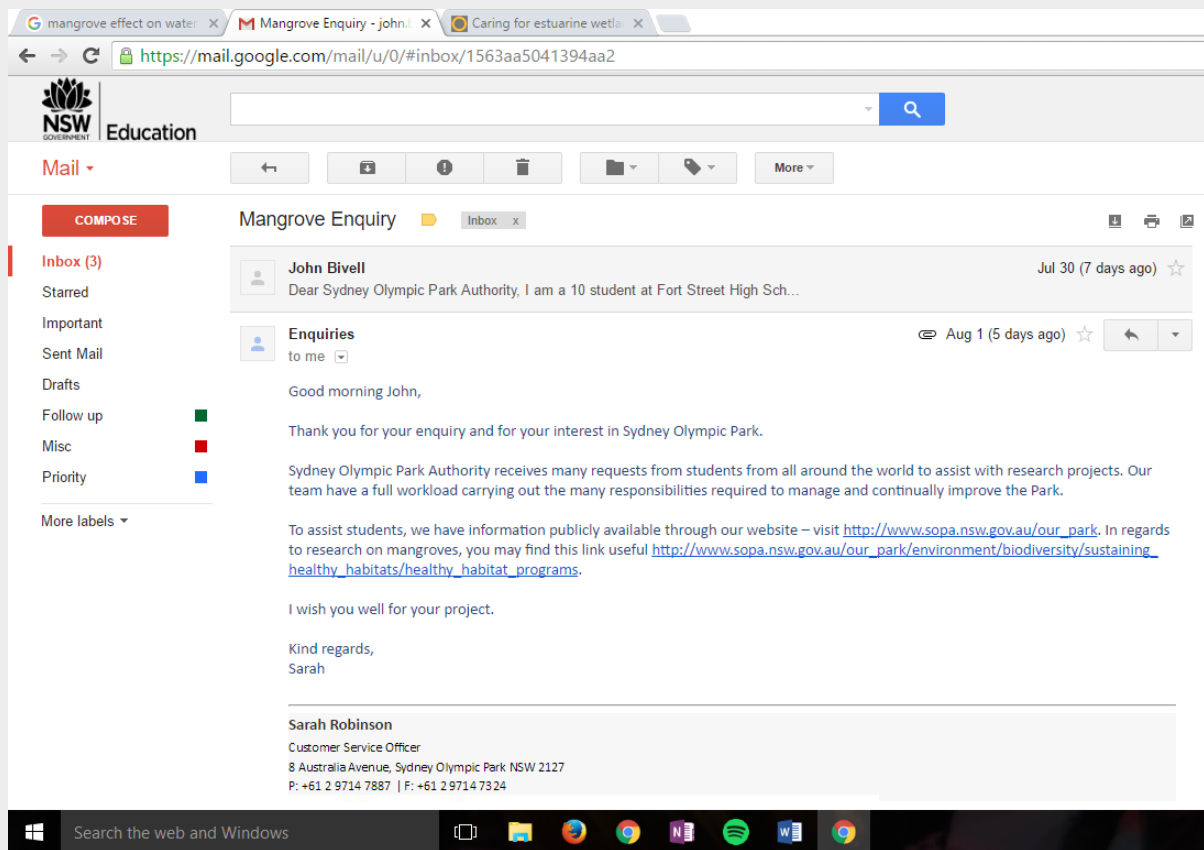 mangrove effect on water
Mangrove Enquiry - john.
Caring for estuarine wetla
https://mail.google.com/mail/u/0/#inbox/1563aa5041394aa2
NSW
GOVERNMENT
Education
Mail
More
COMPOSE
Mangrove Enquiry
Inbox x
Inbox (3)
Starred
Important
Sent Mail
Drafts
Follow up
Misc
Priority
More labels
John Bivell
Jul 30 (7 days ago)
Dear Sydney Olympic Park Authority, I am a 10 student at Fort Street High Sch...
Enquiries
Aug 1 (5 days ago)
to me
Good morning John,
Thank you for your enquiry and for your interest in Sydney Olympic Park.
Sydney Olympic Park Authority receives many requests from students from all around the world to assist with research projects. Our
team have a full workload carrying out the many responsibilities required to manage and continually improve the Park.
To assist students, we have information publicly available through our website – visit http://www.sopa.nsw.gov.au/our_park. In regards
to research on mangroves, you may find this link useful http://www.sopa.nsw.gov.au/our_park/environment/biodiversity/sustaining_
healthy_habitats/healthy_habitat_programs.
I wish you well for your project.
Kind regards,
Sarah
Sarah Robinson
Customer Service Officer
8 Australia Avenue, Sydney Olympic Park NSW 2127
P: +61 2 9714 7887 | F: +61 2 9714 7324
Search the web and Windows